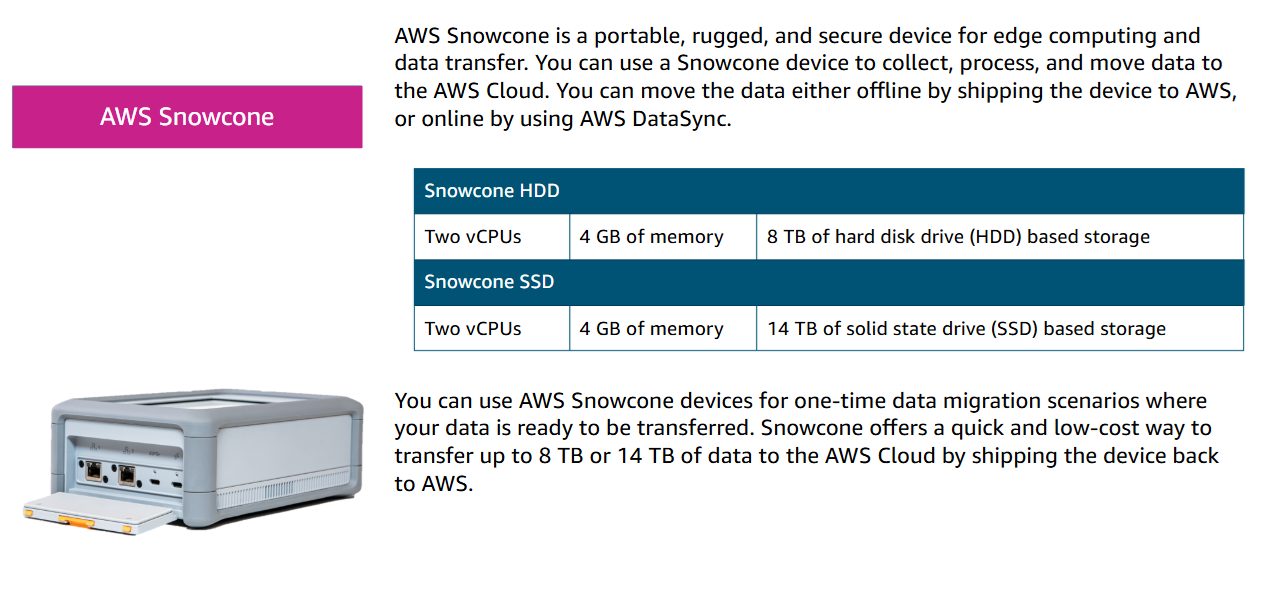 AWS Snowcone
AWS Snowcone is a portable, rugged, and secure device for edge computing and
data transfer. You can use a Snowcone device to collect, process, and move data to
the AWS Cloud. You can move the data either offline by shipping the device to AWS,
or online by using AWS DataSync.
Snowcone HDD
Two vCPUs 4 GB of memory 8 TB of hard disk drive (HDD) based storage
Snowcone SSD
Two vCPUs 4 GB of memory 14 TB of solid state drive (SSD) based storage
You can use AWS Snowcone devices for one-time data migration scenarios where
your data is ready to be transferred. Snowcone offers a quick and low-cost way to
transfer up to 8 TB or 14 TB of data to the AWS Cloud by shipping the device back
to AWS.